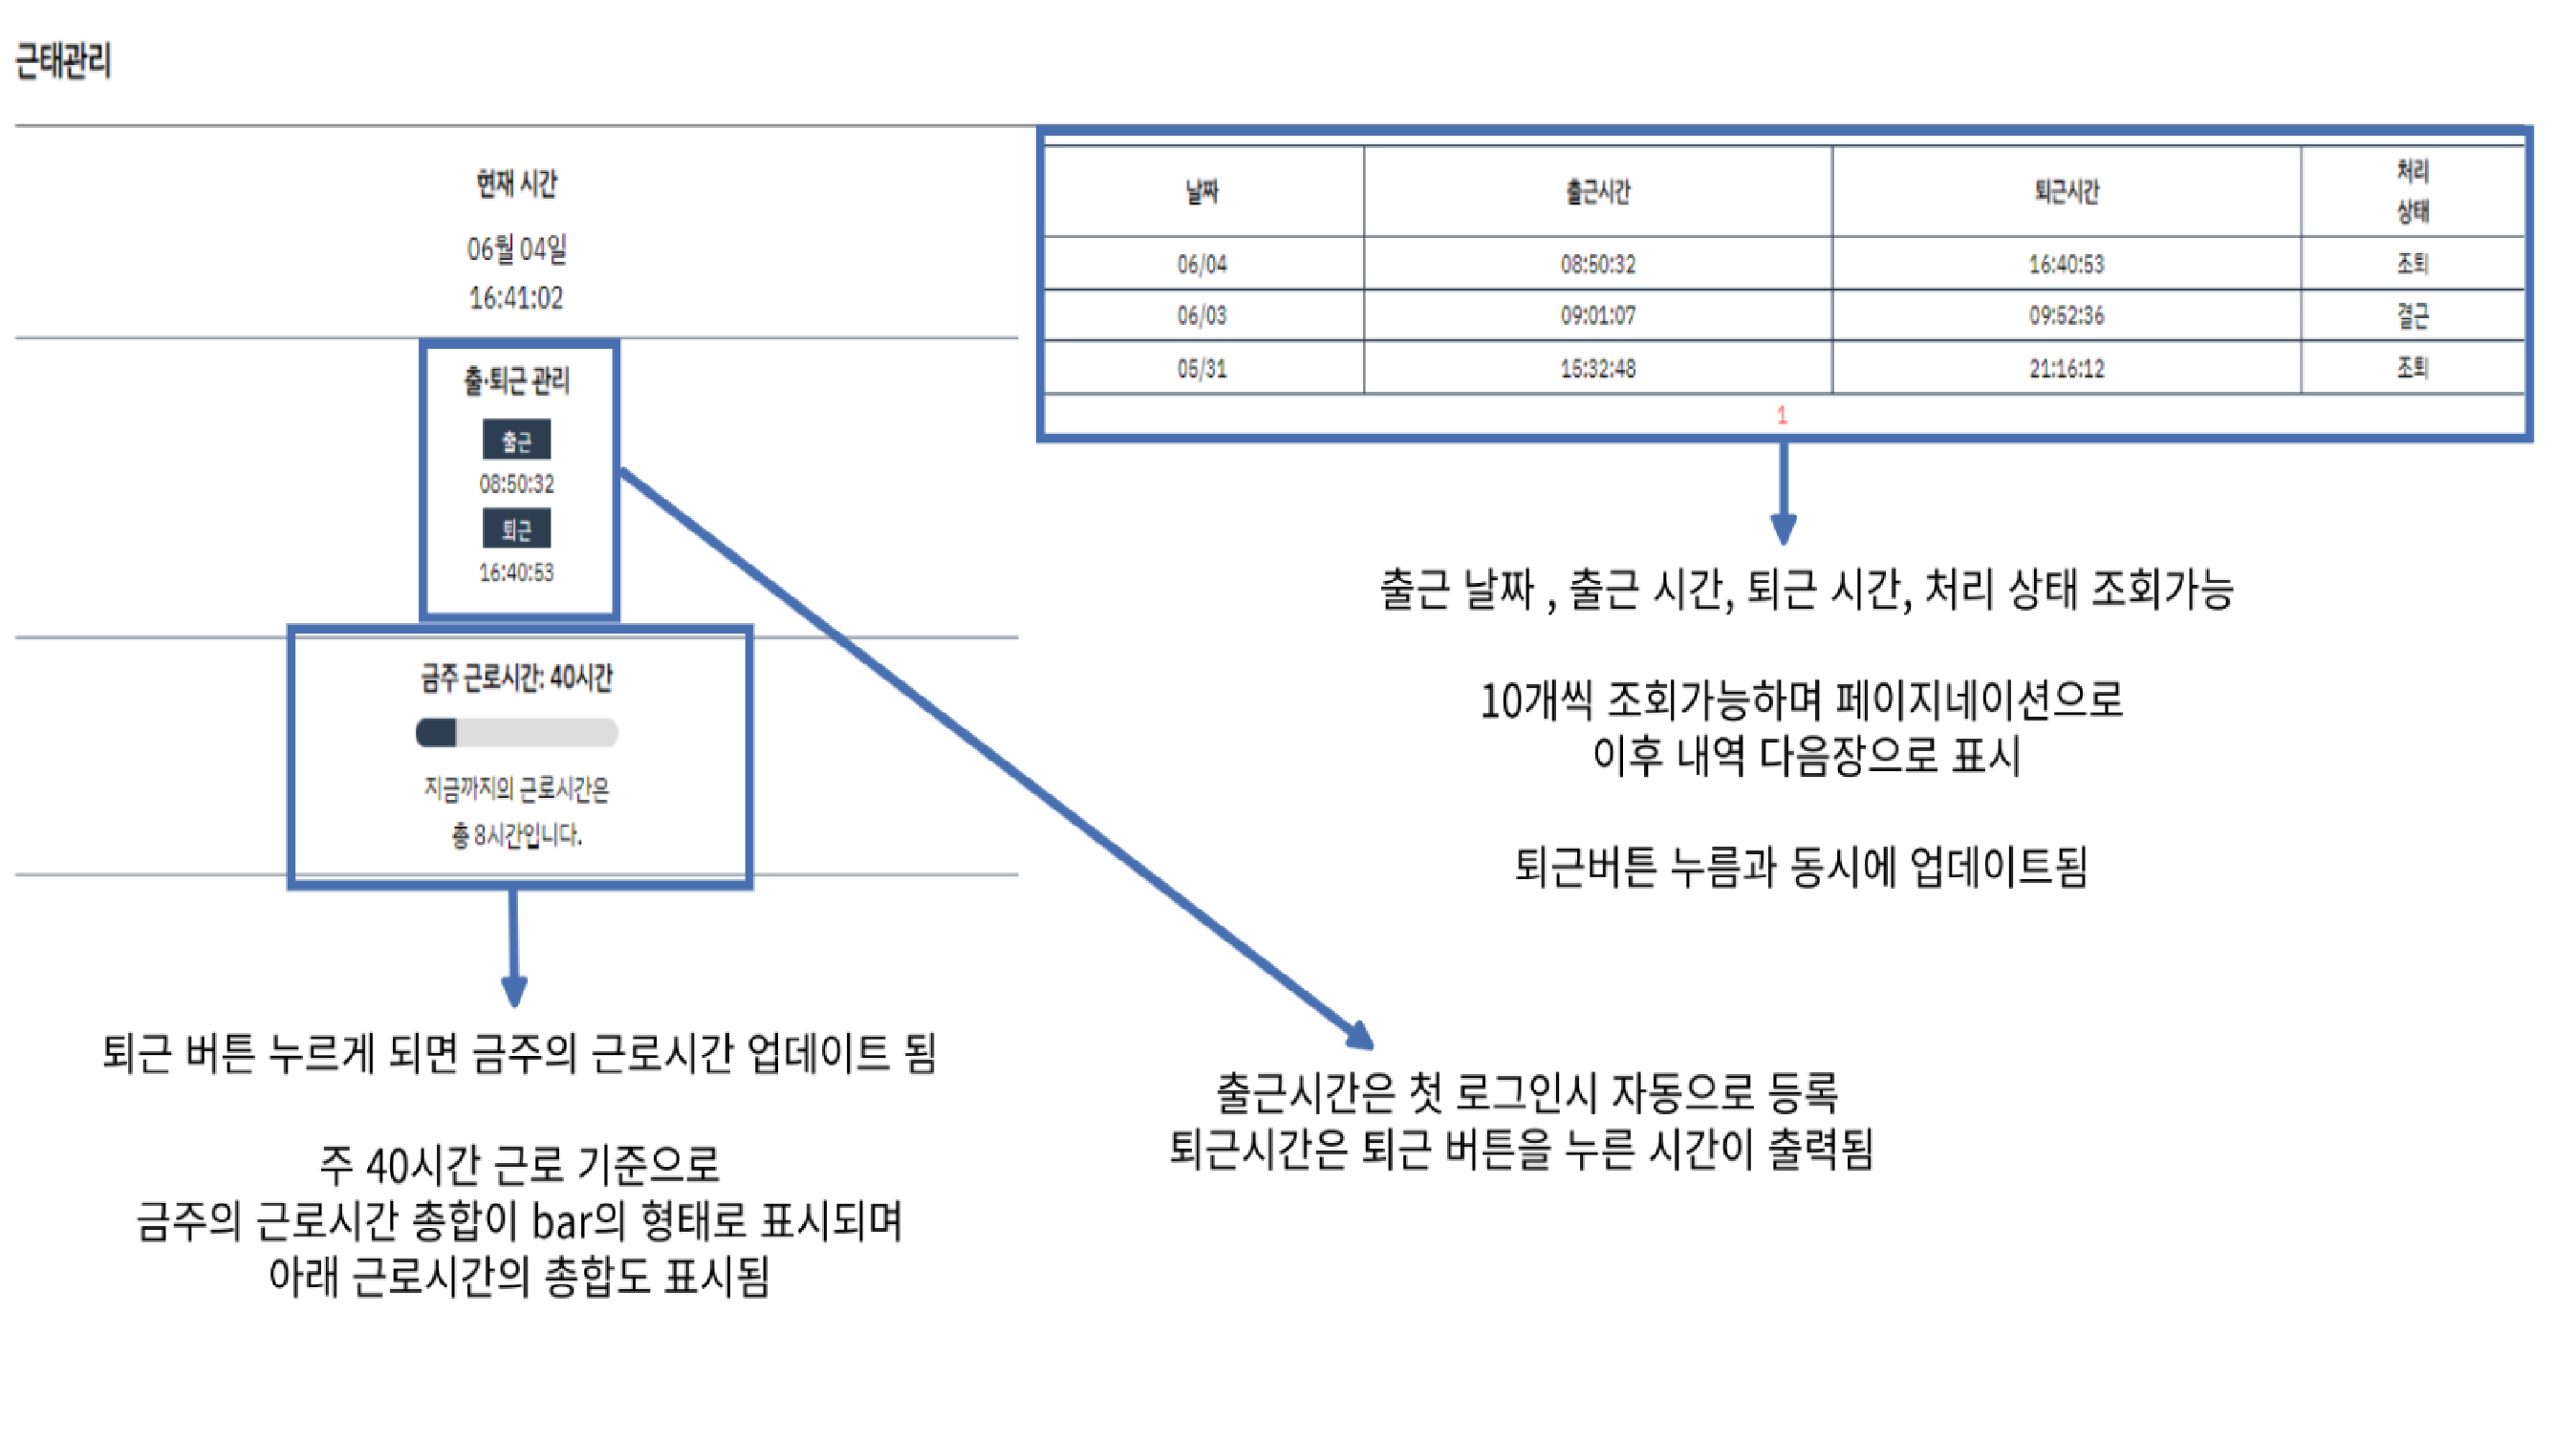 근태관리
현재 시간
06월 04일
16:41:02
출·퇴근 관리
출근
08:50:32
퇴근
16:40:53
금주 근로시간: 40시간
지금까지의 근로시간은
총 8시간입니다.
날짜 출근시간 퇴근시간 처리
상태
06/04 08:50:32 16:40:53 조퇴
06/03 09:01:07 09:52:36 결근
05/31 15:32:48 21:16:12 조퇴
1
출근 날짜 , 출근 시간, 퇴근 시간, 처리 상태 조회가능
10개씩 조회가능하며 페이지네이션으로
이후 내역 다음장으로 표시
퇴근버튼 누름과 동시에 업데이트됨
퇴근 버튼 누르게 되면 금주의 근로시간 업데이트 됨
주 40시간 근로 기준으로
금주의 근로시간 총합이 bar의 형태로 표시되며
아래 근로시간의 총합도 표시됨
출근시간은 첫 로그인시 자동으로 등록
퇴근시간은 퇴근 버튼을 누른 시간이 출력됨